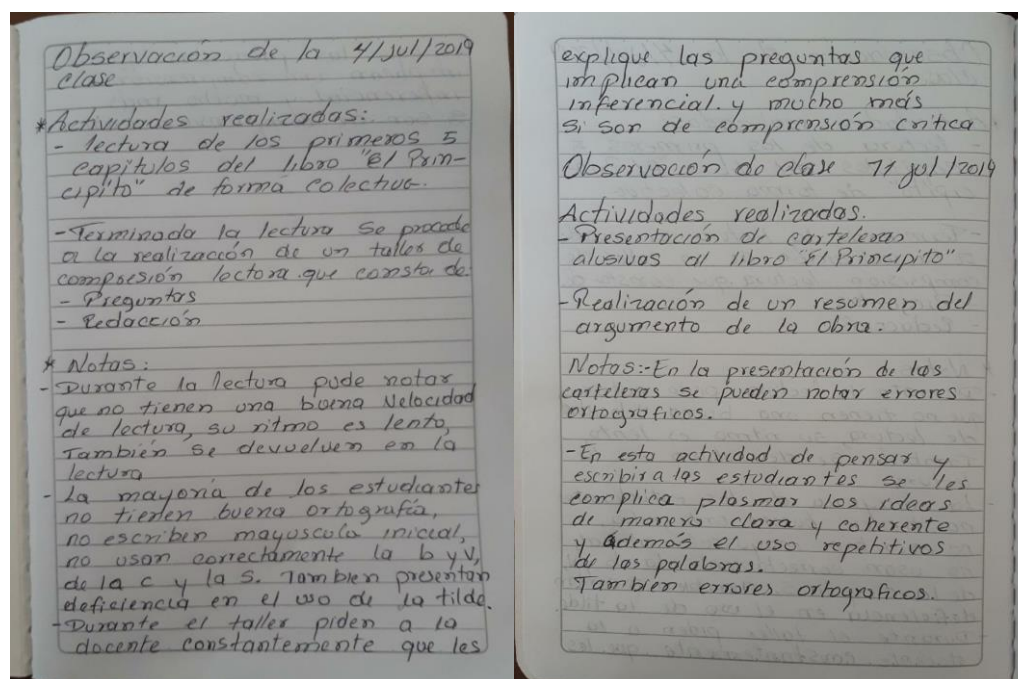 Observación de la 4/Jul/2019
clase
*Actividades realizadas:
- lectura de los primeros 5
capitulos del libro "El Prin-
cipito" de forma colectiva.
- Terminada la lectura se procede
a la realización de un taller de
compresión lectora que consta de:
- Preguntas
- Redacción
* Notas:
- Durante la lectura pude notar
que no tienen una buena velocidad
de lectura, su ritmo es lento,
También se devuelven en la
lectura
- La mayoría de los estudiantes
no tienen buena ortografía,
no escriben mayuscula inicial,
no usan correctamente la b y v,
de la c y la s. Tambien presentan
deficiencia en el uso de la tilde.
- Durante el taller piden a la
docente constantemente que les
explique las preguntas que
implican una comprensión
inferencial. y mucho más
si son de comprensión critica
Observación de clase 11 jul/2019
Actividades realizadas.
- Presentación de carteleras
alusivas al libro "El Principito"
- Realización de un resumen del
argumento de la obra.
Notas:- En la presentación de las
carteleras se pueden notar errores
ortograficos.
- En esta actividad de pensar y
escribir a los estudiantes se les
complica plasmar las ideas
de manera clara y coherente
y además el uso repetitivos
de las palabras.
Tambien errores ortograficos.